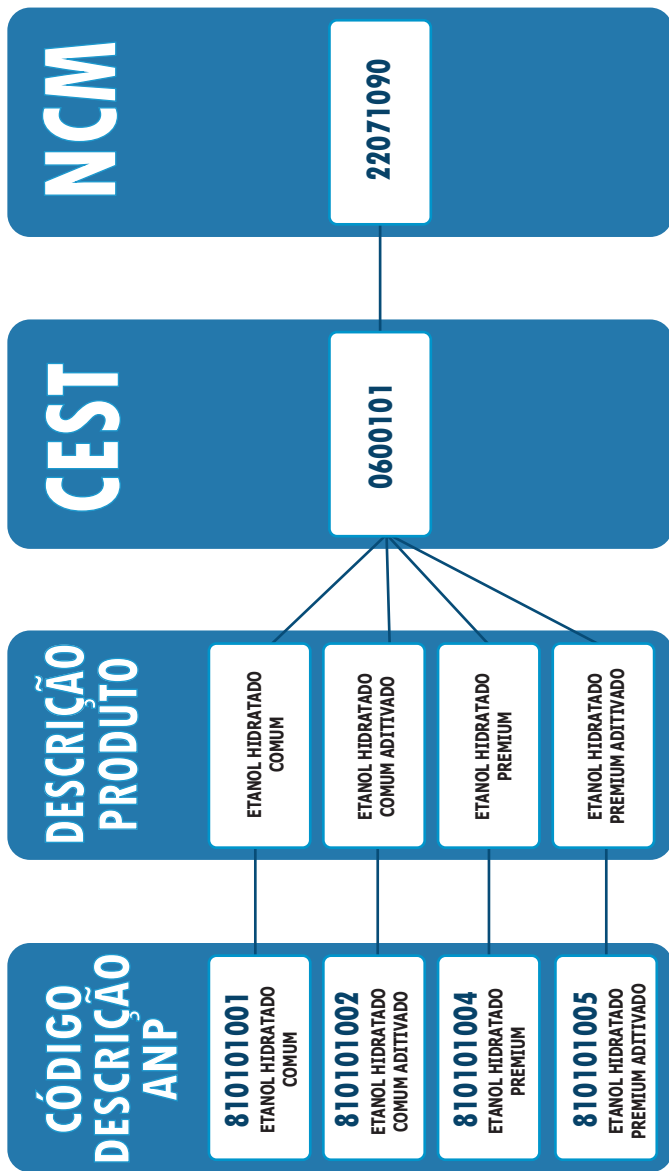 CÓDIGO
DESCRIÇÃO
ANP
810101001
ETANOL HIDRATADO
COMUM
810101002
ETANOL HIDRATADO
COMUM ADITIVADO
810101004
ETANOL HIDRATADO
PREMIUM
810101005
ETANOL HIDRATADO
PREMIUM ADITIVADO
DESCRIÇÃO
PRODUTO
ETANOL HIDRATADO
COMUM
ETANOL HIDRATADO
COMUM ADITIVADO
ETANOL HIDRATADO
PREMIUM
ETANOL HIDRATADO
PREMIUM ADITIVADO
CEST
0600101
NCM
22071090